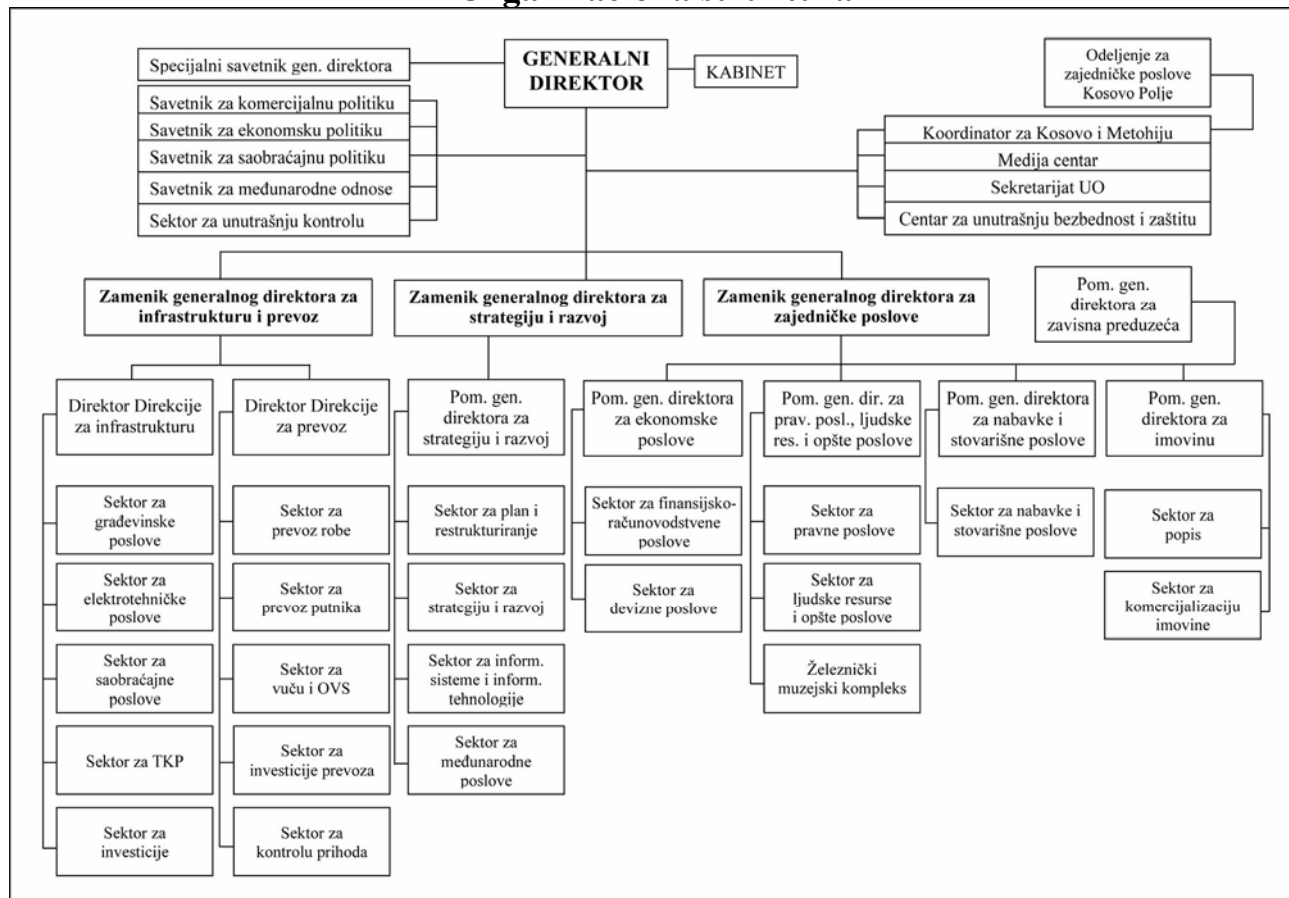 GENERALNI
DIREKTOR
Specijalni savetnik gen. direktora
KABINET
Odeljenje za
zajedničke poslove
Kosovo Polje
Savetnik za komercijalnu politiku
Savetnik za ekonomsku politiku
Savetnik za saobraćajnu politiku
Savetnik za međunarodne odnose
Sektor za unutrašnju kontrolu
Koordinator za Kosovo i Metohiju
Medija centar
Sekretarijat UO
Centar za unutrašnju bezbednost i zaštitu
Zamenik generalnog direktora za
infrastrukturu i prevoz
Zamenik generalnog direktora za
strategiju i razvoj
Zamenik generalnog direktora za
zajedničke poslove
Pom. gen.
direktora za
zavisna preduzeća
Direktor Direkcije
za infrastrukturu
Direktor Direkcije
za prevoz
Pom. gen.
direktora za
strategiju i razvoj
Pom. gen. direktora
za ekonomske
poslove
Pom. gen. dir. za
prav. posl., ljudske
res. i opšte poslove
Pom. gen. direktora
za nabavke i
stovarišne poslove
Pom. gen.
direktora za
imovinu
Sektor za
građevinske
poslove
Sektor za
prevoz robe
Sektor za plan i
restrukturiranje
Sektor za finansijsko-
računovodstvene
poslove
Sektor za
pravne poslove
Sektor za nabavke i
stovarišne poslove
Sektor za
popis
Sektor za
elektrotehničke
poslove
Sektor za
prevoz putnika
Sektor za
strategiju i razvoj
Sektor za
devizne poslove
Sektor za
ljudske resurse
i opšte poslove
Sektor za
komercijalizaciju
imovine
Sektor za
saobraćajne
poslove
Sektor za
vuču i OVS
Sektor za inform.
sisteme i inform.
tehnologije
Železnički
muzejski kompleks
Sektor za TKP
Sektor za
investicije prevoza
Sektor za
međunarodne
poslove
Sektor za
investicije
Sektor za
kontrolu prihoda